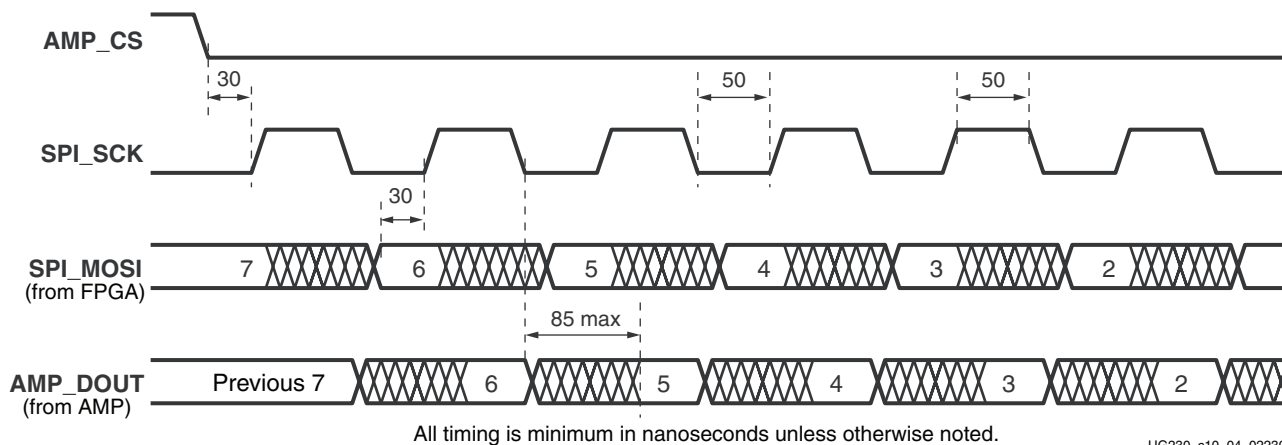 AMP_CS
30
50
50
SPI_SCK
30
SPI_MOSI
(from FPGA)
7
6
5
4
3
2
85 max
AMP_DOUT
(from AMP)
Previous 7
6
5
4
3
2
All timing is minimum in nanoseconds unless otherwise noted.